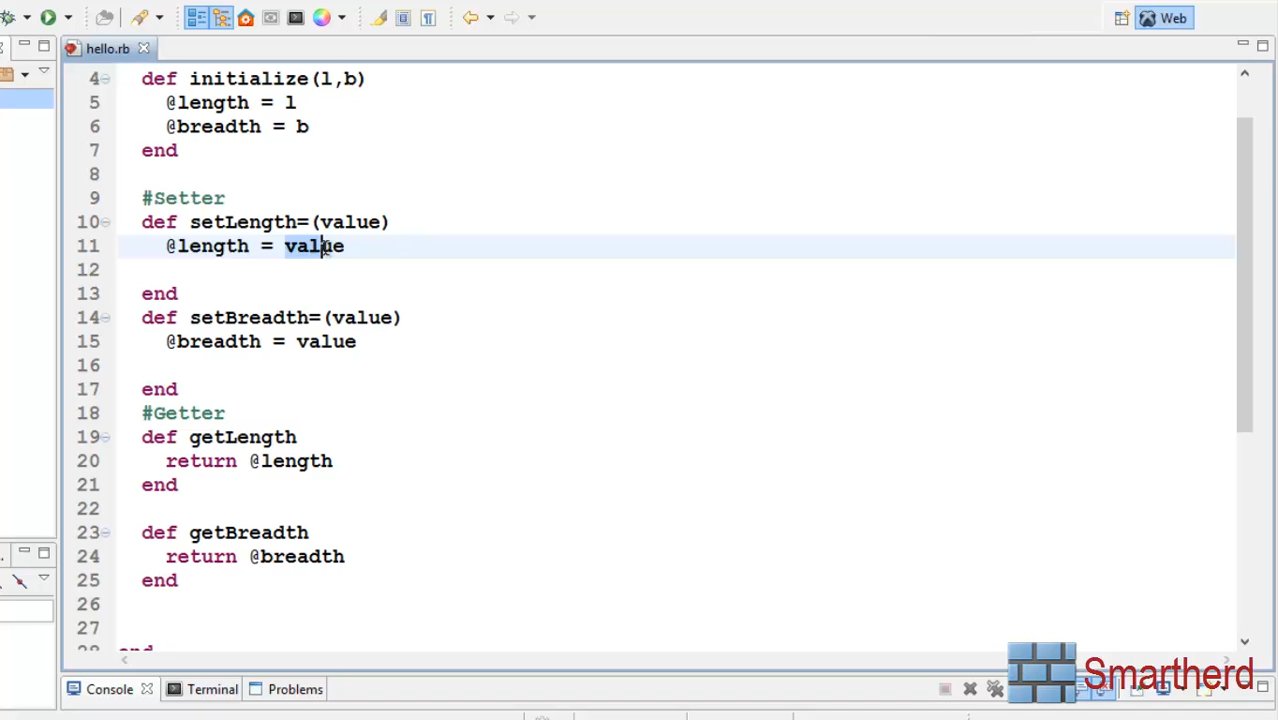 Web
hello.rb
4 def initialize(l,b)
5 @length = l
6 @breadth = b
7 end
8
9 #Setter
10 def setLength=(value)
11 @length = value
12
13 end
14 def setBreadth=(value)
15 @breadth = value
16
17 end
18 #Getter
19 def getLength
20 return @length
21 end
22
23 def getBreadth
24 return @breadth
25 end
26
27
28 end
Console Terminal Problems
Smartherd